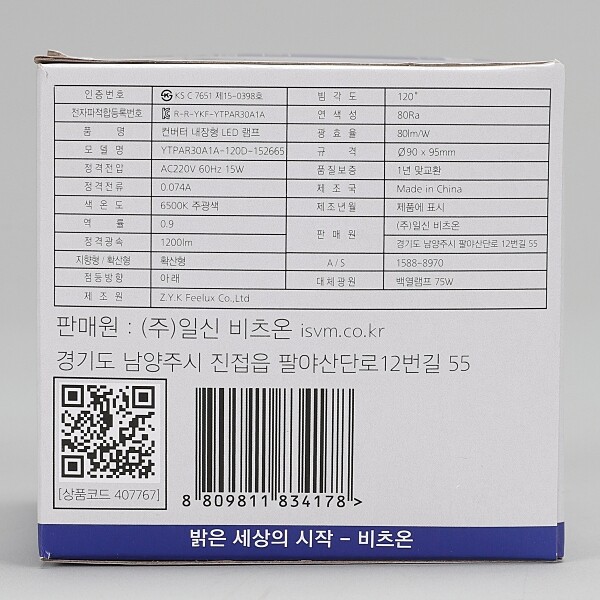 인증번호 KS C 7651 제15-0398호 빔각도 120˚
전자파적합등록번호 R-R-YKF-YTPAR30A1A 연색성 80Ra
품명 컨버터 내장형 LED 램프 광효율 80lm/W
모델명 YTPAR30A1A-120D-152665 규격 Ø90 x 95mm
정격전압 AC220V 60Hz 15W 품질보증 1년 맞교환
정격전류 0.074A 제조국 Made in China
색온도 6500K 주광색 제조년월 제품에 표시
역률 0.9 판매원 (주)일신 비츠온
정격광속 1200lm 경기도 남양주시 팔야산단로 12번길 55
지향형 / 확산형 확산형 A/S 1588-8970
점등방향 아래 대체광원 백열램프 75W
제조원 Z.Y.K Feelux Co.,Ltd
판매원 : (주)일신 비츠온 isvm.co.kr
경기도 남양주시 진접읍 팔야산단로12번길 55
[상품코드 407767]
8 809811 834178 >
밝은 세상의 시작 - 비츠온